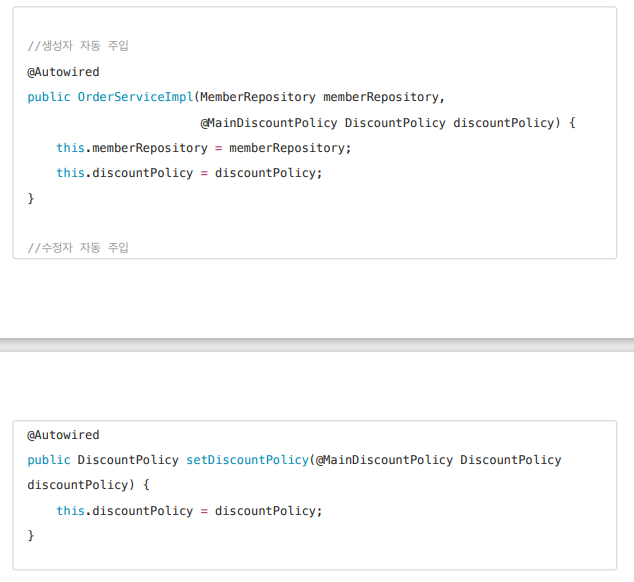 //생성자 자동 주입
@Autowired
public OrderServiceImpl(MemberRepository memberRepository,
                        @MainDiscountPolicy DiscountPolicy discountPolicy) {
    this.memberRepository = memberRepository;
    this.discountPolicy = discountPolicy;
}
//수정자 자동 주입
@Autowired
public DiscountPolicy setDiscountPolicy(@MainDiscountPolicy DiscountPolicy
discountPolicy) {
    this.discountPolicy = discountPolicy;
}